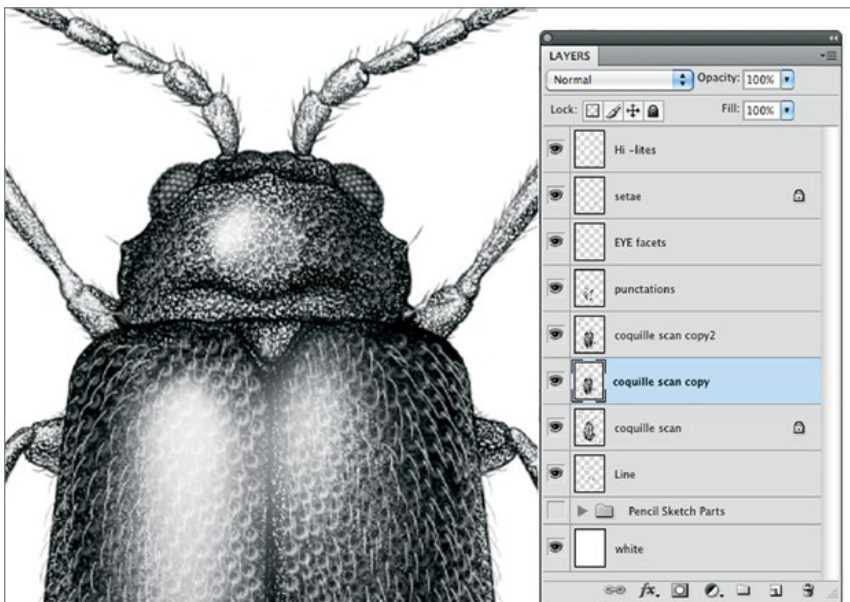 LAYERS
Normal Opacity: 100%
Lock: Fill: 100%
Hi -lites
setae
EYE facets
punctations
coquille scan copy2
coquille scan copy
coquille scan
Line
Pencil Sketch Parts
white
fx.